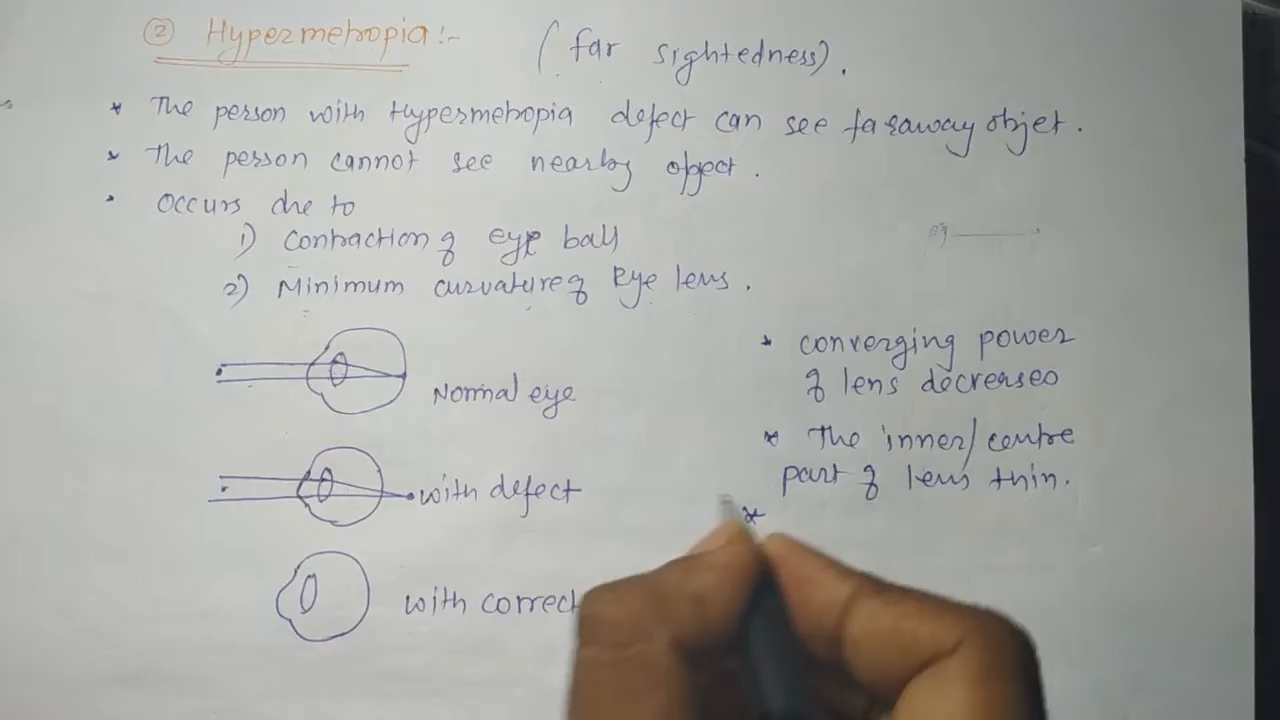 ② Hypermetropia :- (far sightedness).
* The person with Hypermetropia defect can see faraway objet.
* The person cannot see nearby object.
• Occurs due to
1) Contraction of eye ball
2) Minimum curvature of Eye lens.
Normal eye
with defect
with correct
* converging power
of lens decreases
* The inner/centre
part of lens thin.
*